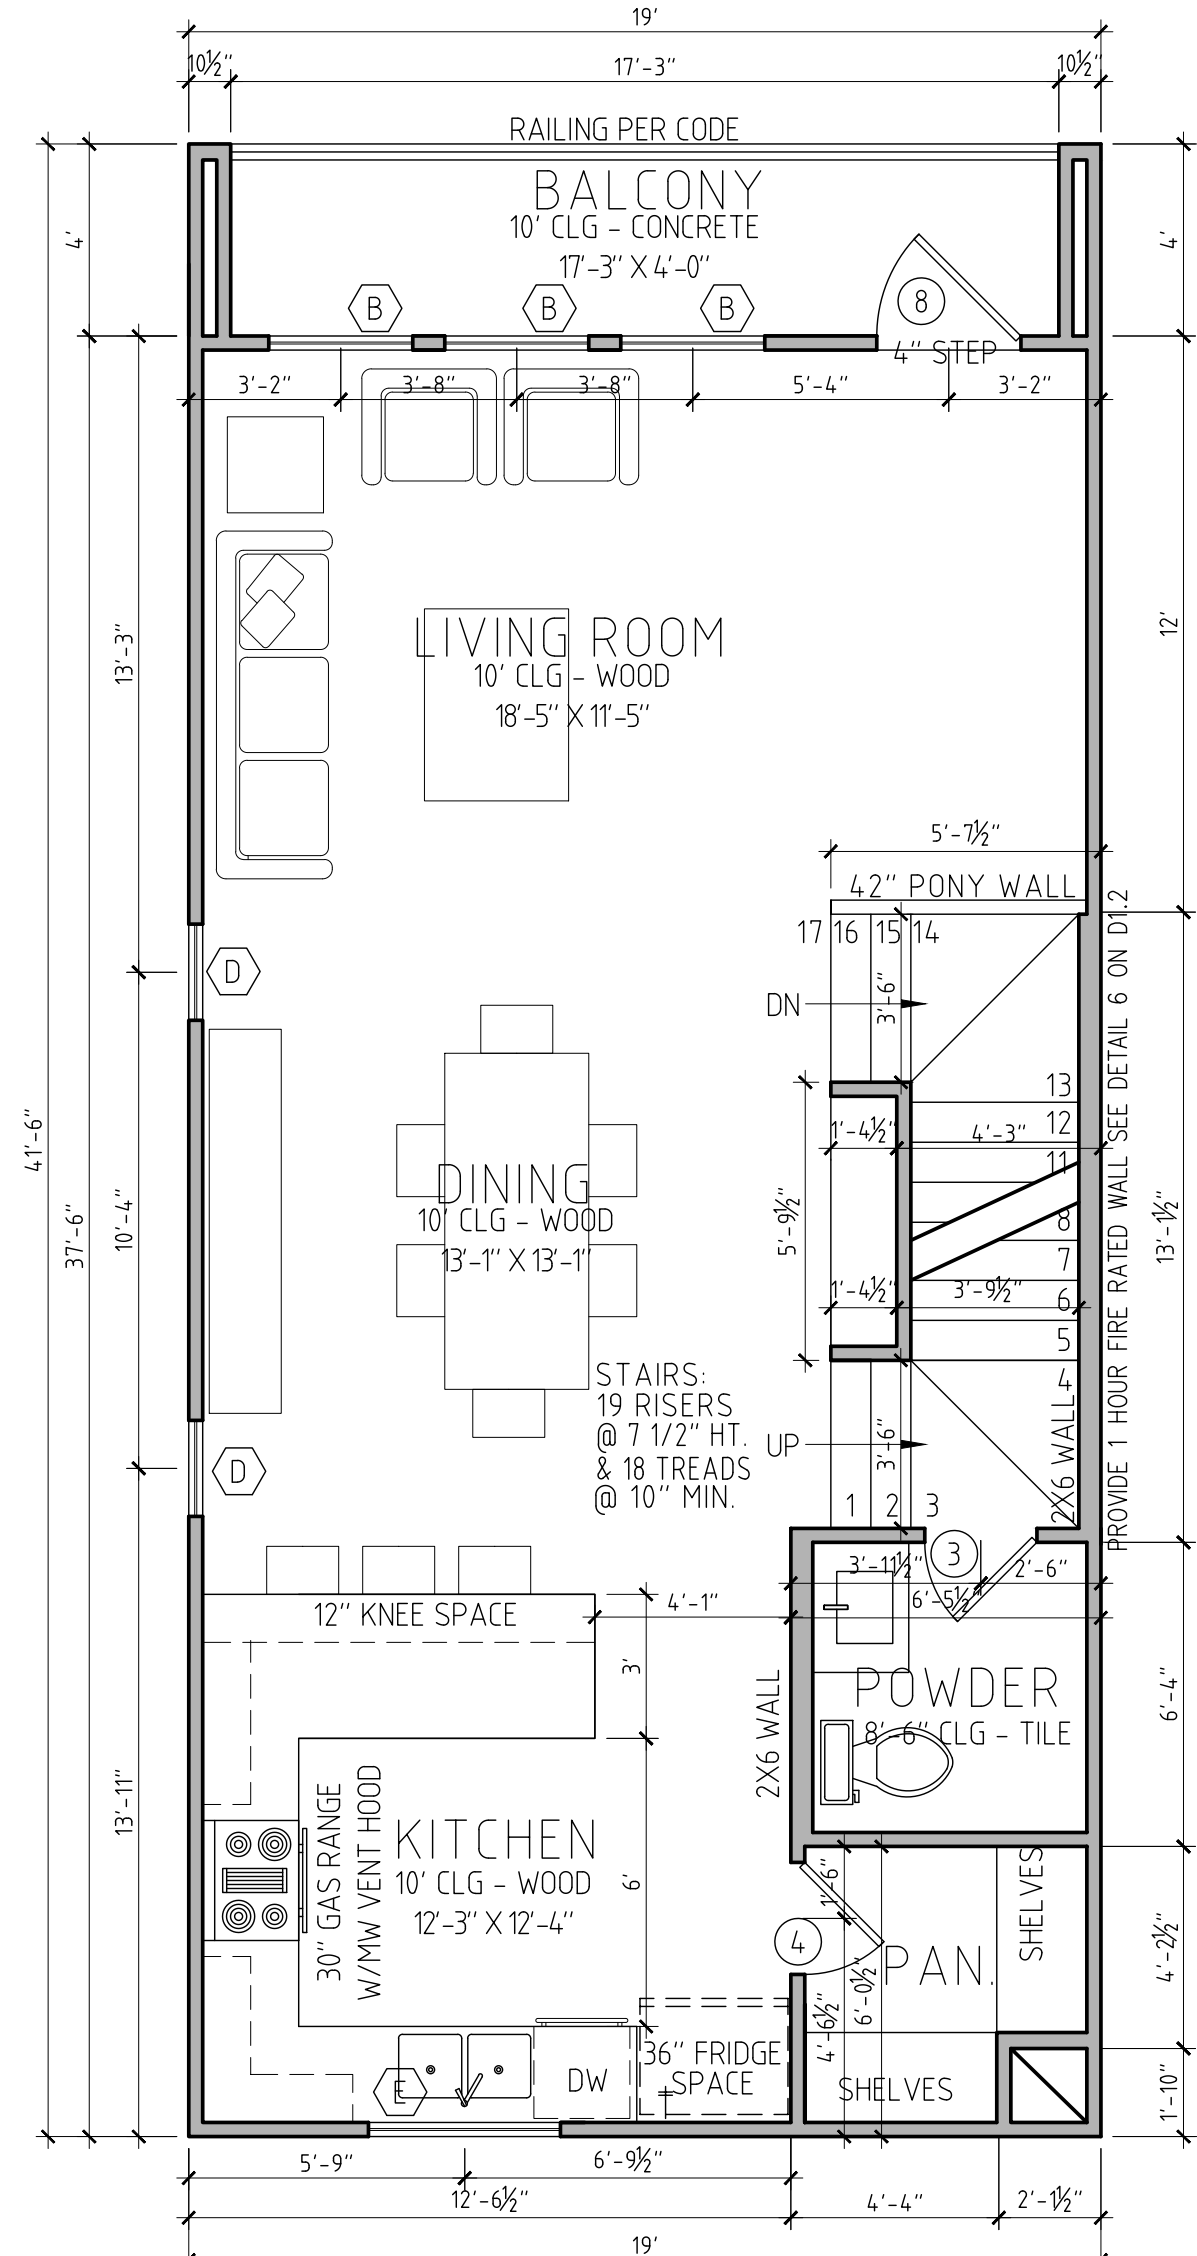 19'
10½" 17'-3" 10½"
RAILING PER CODE
BALCONY
10' CLG - CONCRETE
17'-3" X 4'-0"
4'
4'
B B B 8
4" STEP
3'-2" 3'-8" 3'-8" 5'-4" 3'-2"
LIVING ROOM
10' CLG - WOOD
18'-5" X 11'-5"
13'-3"
12'
5'-7½"
42" PONY WALL
17 16 15 14
3'-6"
DN
D
13
12
11
8
7
6
5
4
1'-4½" 4'-3"
5'-9½"
1'-4½" 3'-9½"
41'-6"
37'-6"
10'-4"
13'-1½"
PROVIDE 1 HOUR FIRE RATED WALL SEE DETAIL 6 ON D1.2
DINING
10' CLG - WOOD
13'-1" X 13'-1"
STAIRS:
19 RISERS
@ 7 1/2" HT.
& 18 TREADS
@ 10" MIN.
UP
3'-6"
2X6 WALL
D
1 2 3
3
3'-11½" 2'-6"
6'-5½"
12" KNEE SPACE
4'-1"
3'
POWDER
8'-6" CLG - TILE
2X6 WALL
6'-4"
13'-11"
30" GAS RANGE
W/MW VENT HOOD
KITCHEN
10' CLG - WOOD
12'-3" X 12'-4"
6'
1'-6"
4
PAN.
SHELVES
4'-2½"
4'-6½"
6'-0½"
36" FRIDGE
SPACE
DW
E
SHELVES
1'-10"
5'-9" 6'-9½"
12'-6½" 4'-4" 2'-1½"
19'